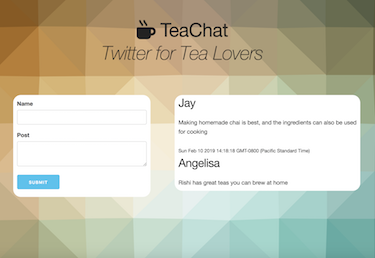 TeaChat
Twitter for Tea Lovers
Name
Post
SUBMIT
Jay
Making homemade chai is best, and the ingredients can also be used
for cooking
Sun Feb 10 2019 14:18:18 GMT-0800 (Pacific Standard Time)
Angelisa
Rishi has great teas you can brew at home